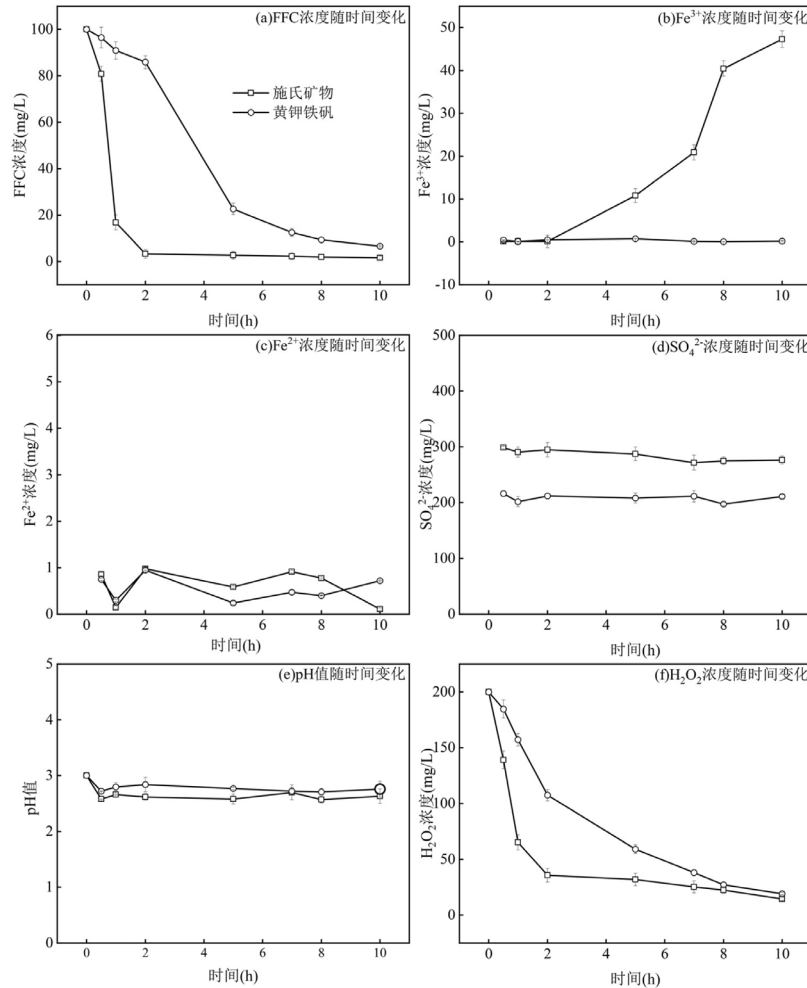 (a)FFC浓度随时间变化
100
80
60
40
20
0
FFC浓度(mg/L)
施氏矿物
黄钾铁矾
0 2 4 6 8 10
时间(h)
(b)Fe³⁺浓度随时间变化
50
40
30
20
10
0
-10
Fe³⁺浓度(mg/L)
0 2 4 6 8 10
时间(h)
(c)Fe²⁺浓度随时间变化
6
5
4
3
2
1
0
Fe²⁺浓度(mg/L)
0 2 4 6 8 10
时间(h)
(d)SO₄²⁻浓度随时间变化
500
400
300
200
100
0
SO₄²⁻浓度(mg/L)
0 2 4 6 8 10
时间(h)
(e)pH值随时间变化
5
4
3
2
1
0
pH值
0 2 4 6 8 10
时间(h)
(f)H₂O₂浓度随时间变化
200
150
100
50
0
H₂O₂浓度(mg/L)
0 2 4 6 8 10
时间(h)